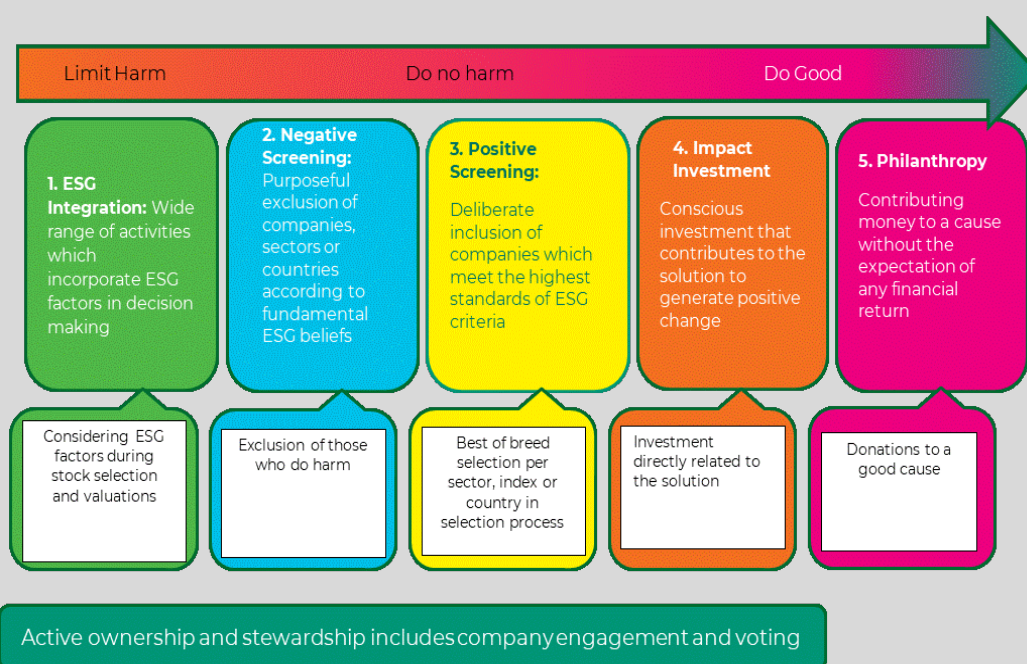 Limit Harm
Do no harm
Do Good
1. ESG
Integration: Wide
range of activities
which
incorporate ESG
factors in decision
making
2. Negative
Screening:
Purposeful
exclusion of
companies,
sectors or
countries
according to
fundamental
ESG beliefs
3. Positive
Screening:
Deliberate
inclusion of
companies which
meet the highest
standards of ESG
criteria
4. Impact
Investment
Conscious
investment that
contributes to the
solution to
generate positive
change
5. Philanthropy
Contributing
money to a cause
without the
expectation of
any financial
return
Considering ESG
factors during
stock selection
and valuations
Exclusion of those
who do harm
Best of breed
selection per
sector, index or
country in
selection process
Investment
directly related to
the solution
Donations to a
good cause
Active ownership and stewardship includes company engagement and voting